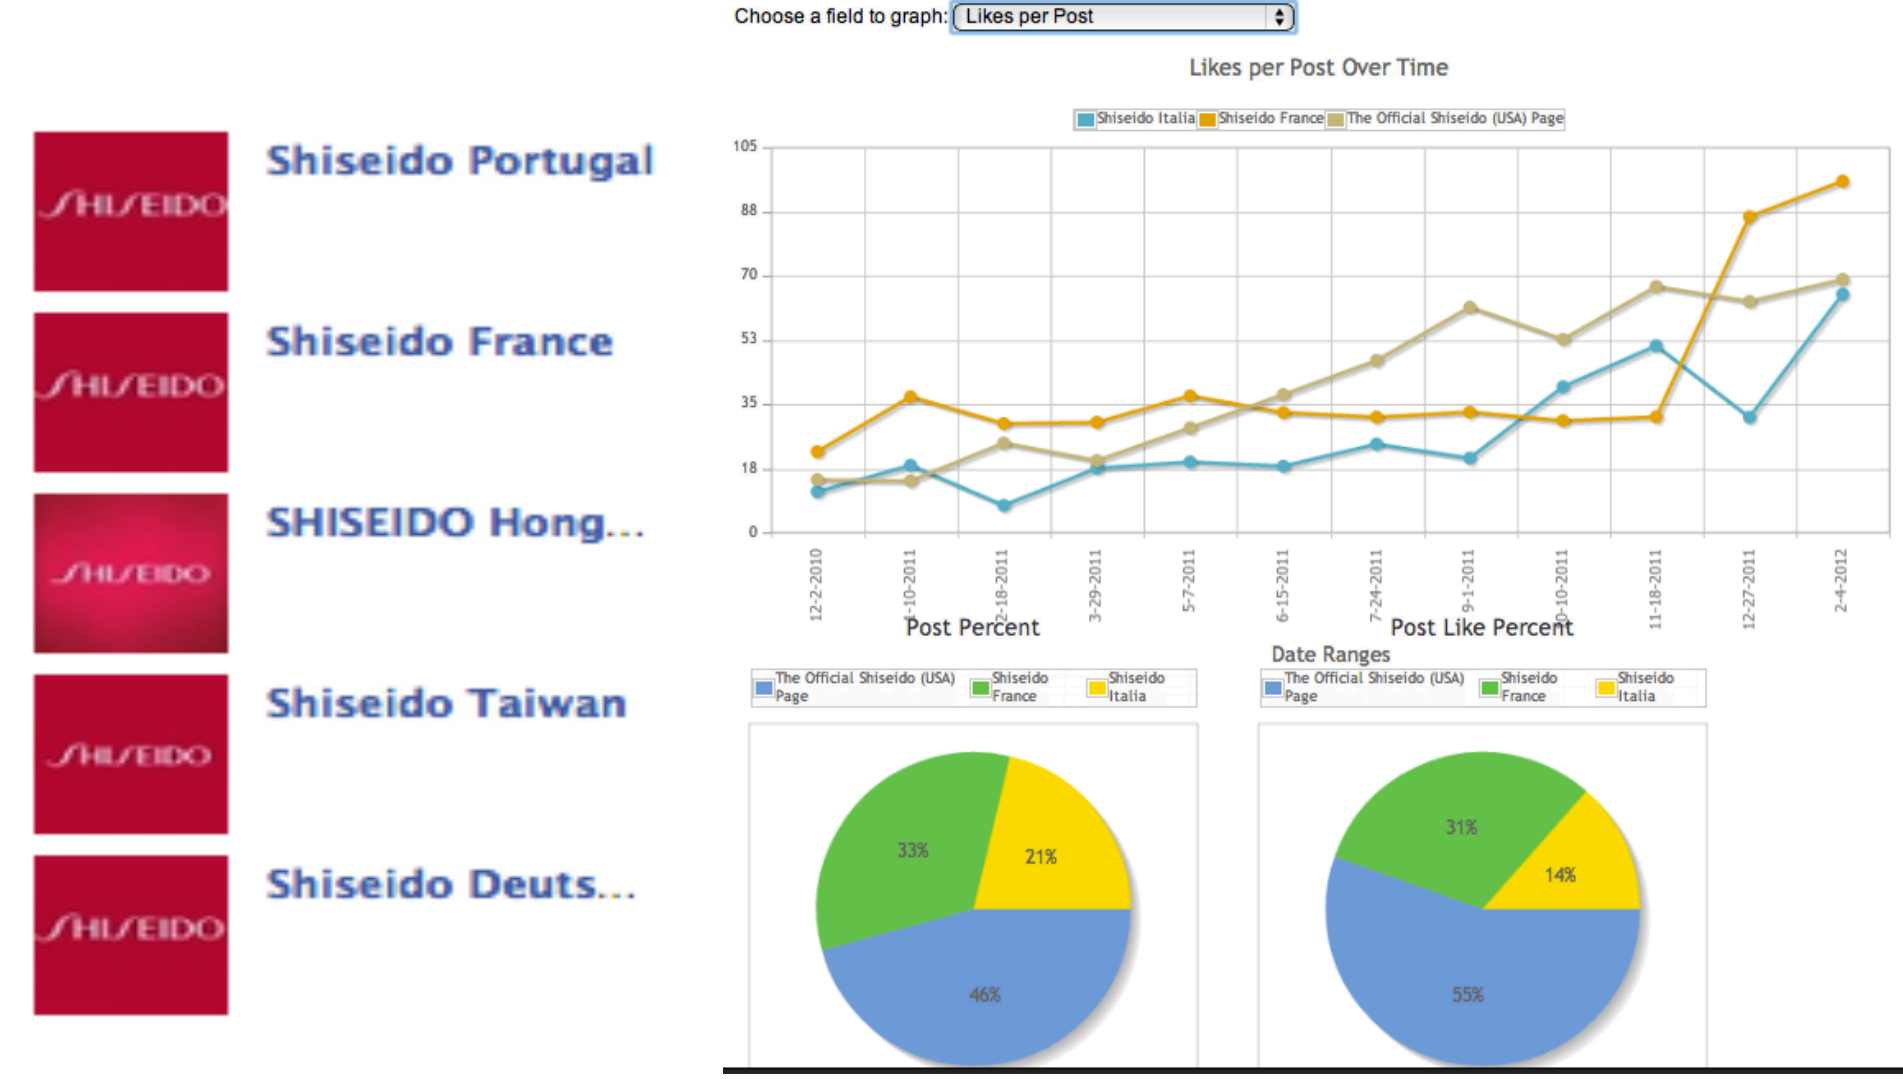 SHISEIDO
Shiseido Portugal
SHISEIDO
Shiseido France
SHISEIDO
SHISEIDO Hong...
SHISEIDO
Shiseido Taiwan
SHISEIDO
Shiseido Deuts...
Choose a field to graph: Likes per Post
Likes per Post Over Time
Shiseido Italia Shiseido France The Official Shiseido (USA) Page
105
88
70
53
35
18
0
12-2-2010
1-10-2011
2-18-2011
3-29-2011
5-7-2011
6-15-2011
7-24-2011
9-1-2011
10-10-2011
11-18-2011
12-27-2011
2-4-2012
Date Ranges
Post Percent
The Official Shiseido (USA) Page
Shiseido France
Shiseido Italia
33%
21%
46%
Post Like Percent
The Official Shiseido (USA) Page
Shiseido France
Shiseido Italia
31%
14%
55%